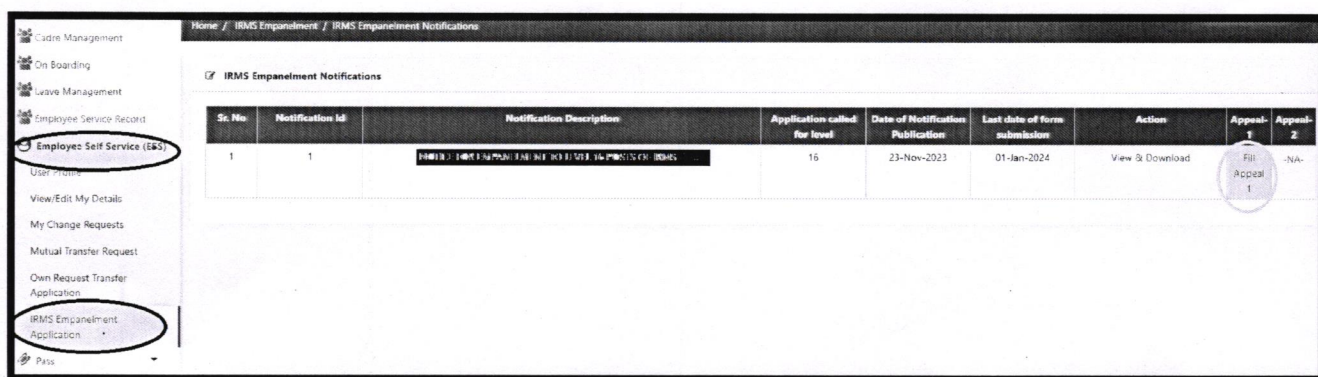 Home / IRMS Empanelment / IRMS Empanelment Notifications
Cadre Management
On Boarding
Leave Management
Employee Service Record
Employee Self Service (ESS)
User Profile
View/Edit My Details
My Change Requests
Mutual Transfer Request
Own Request Transfer
Application
IRMS Empanelment
Application
Pass
IRMS Empanelment Notifications
Sr. No Notification Id Notification Description Application called for level Date of Notification Publication Last date of form submission Action Appeal-1 Appeal-2
1 1 16 23-Nov-2023 01-Jan-2024 View & Download Fill Appeal 1 -NA-